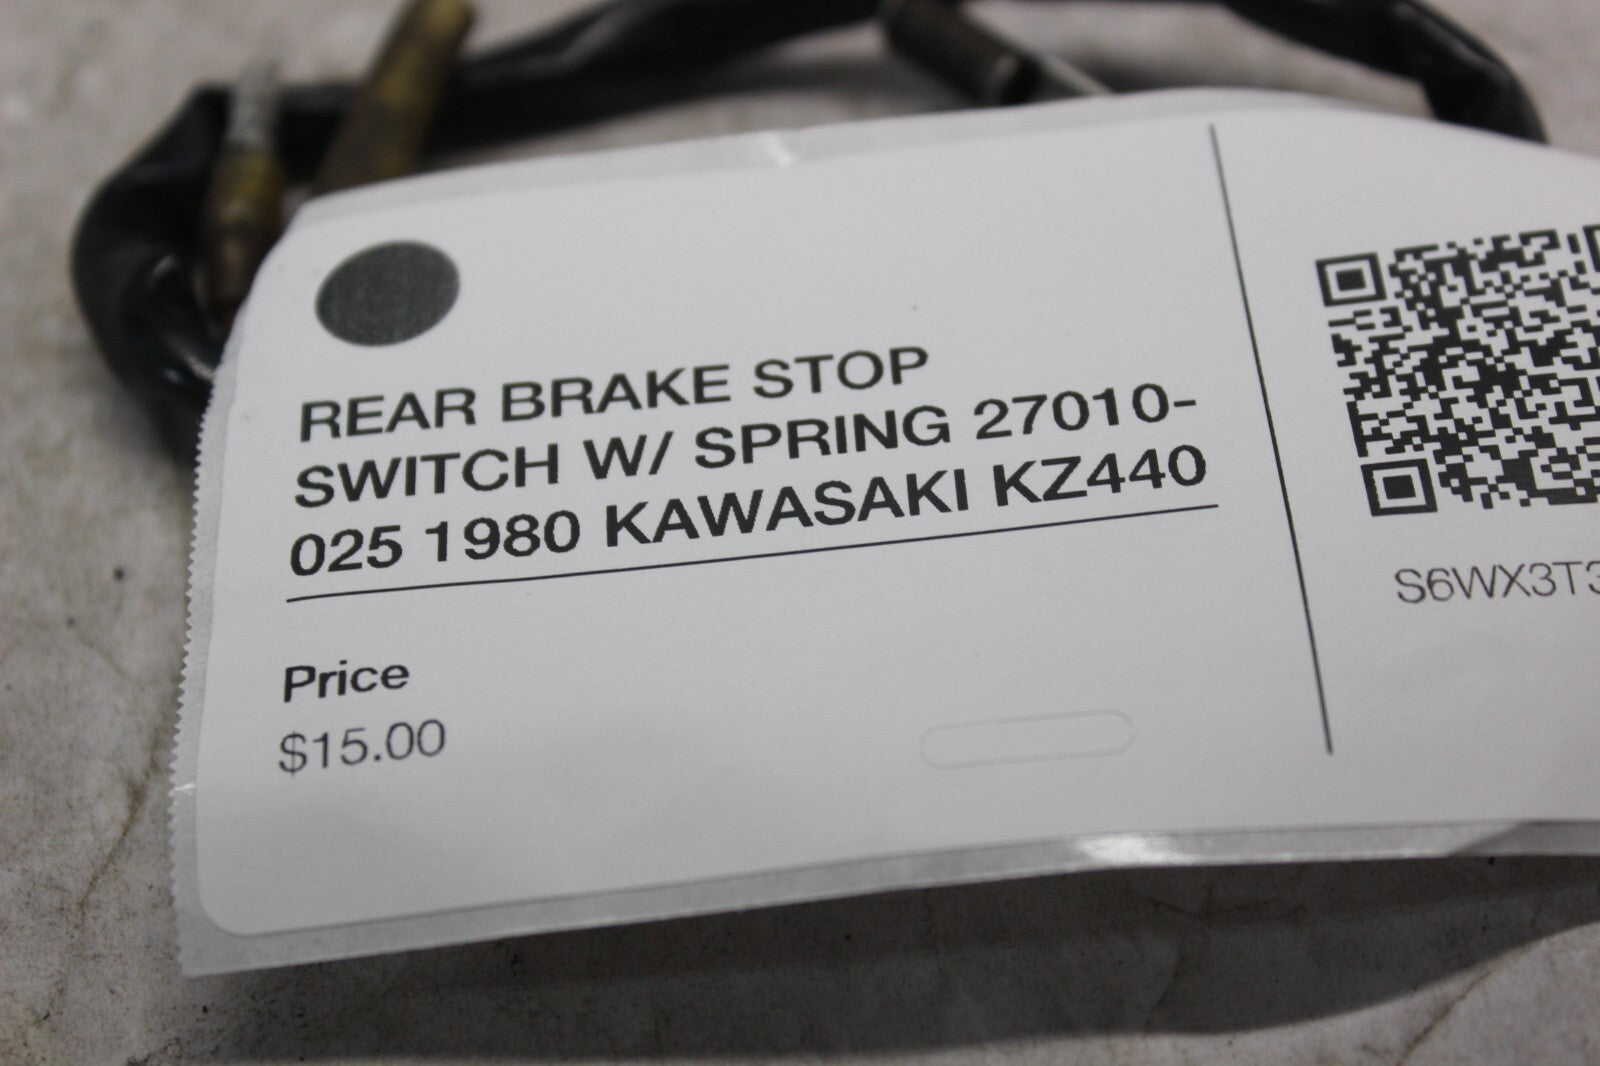 REAR BRAKE STOP
SWITCH W/ SPRING 27010-
025 1980 KAWASAKI KZ440
Price
$15.00